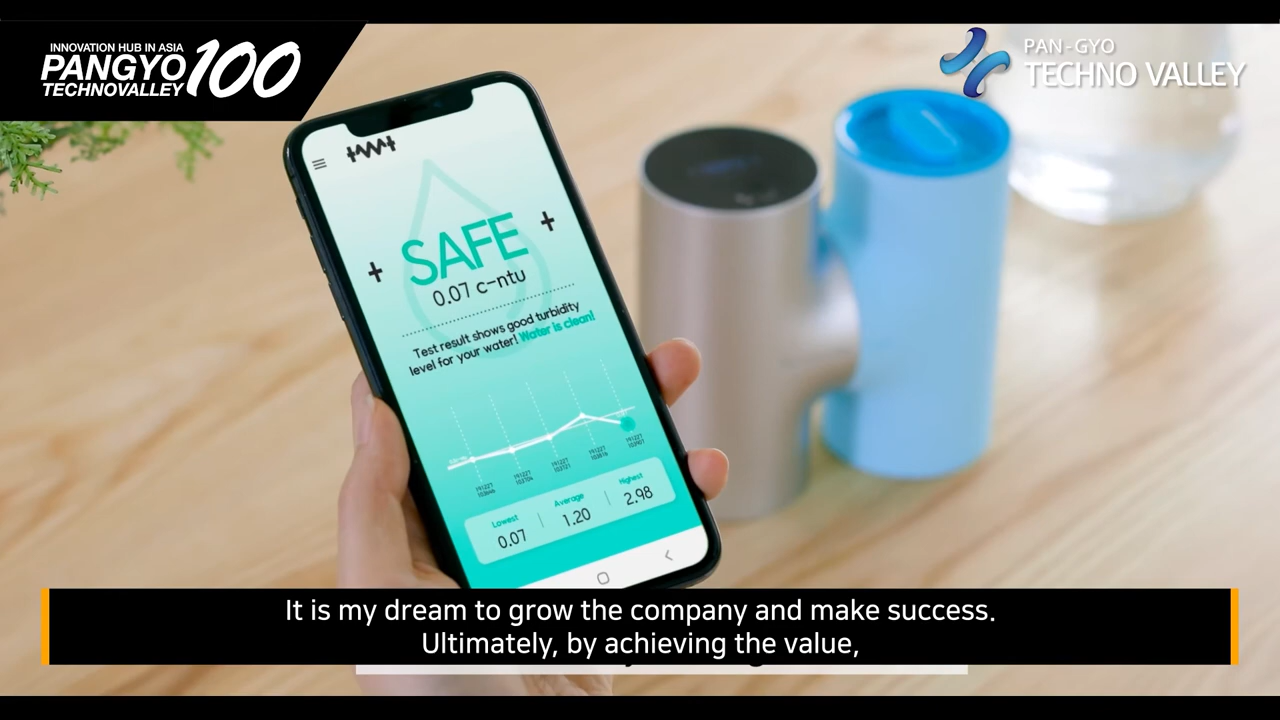 INNOVATION HUB IN ASIA
PANGYO
TECHNOVALLEY
100
PAN-GYO
TECHNO VALLEY
SAFE
0.07 c-ntu
Test result shows good turbidity
level for your water! Water is clean!
Lowest
0.07
Average
1.20
Highest
2.98
It is my dream to grow the company and make success.
Ultimately, by achieving the value,